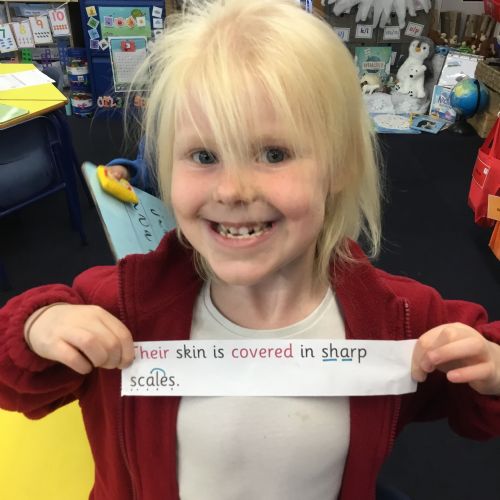 Their skin is covered in sharp
scales.